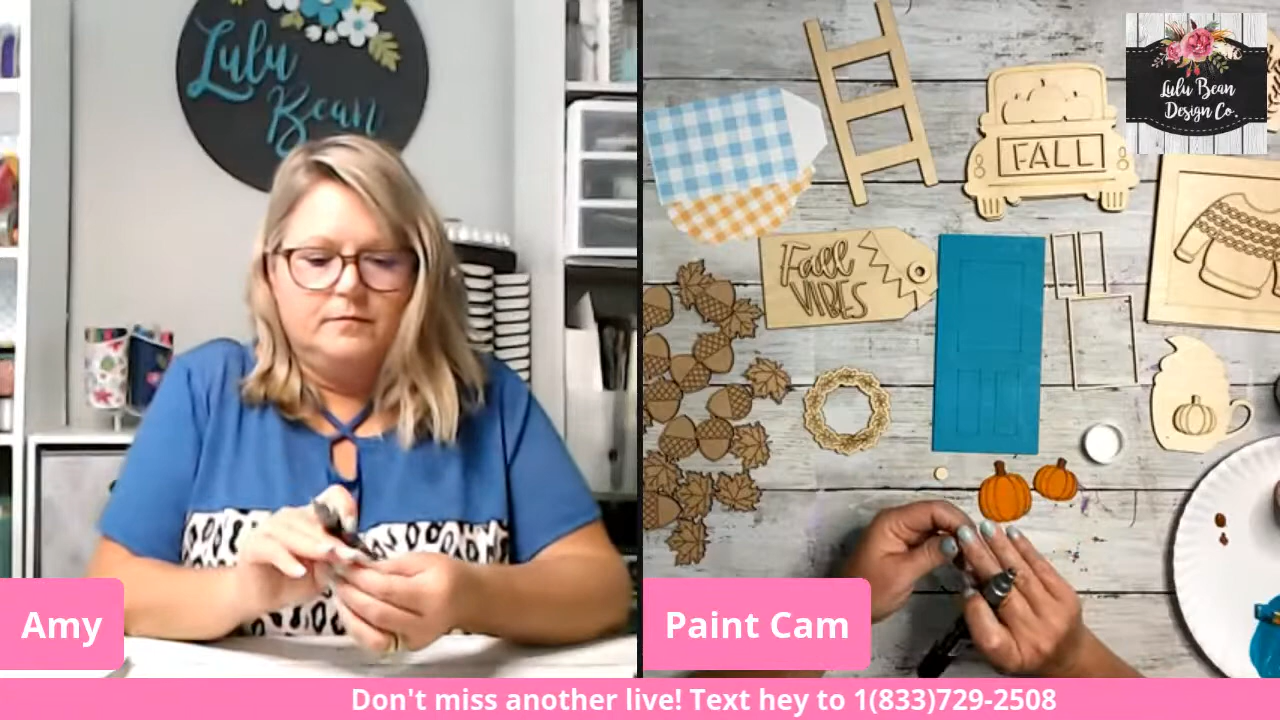 Lulu
Bean
Lulu Bean
Design Co.
FALL
Fall
VIBES
Amy
Paint Cam
Don't miss another live! Text hey to 1(833)729-2508